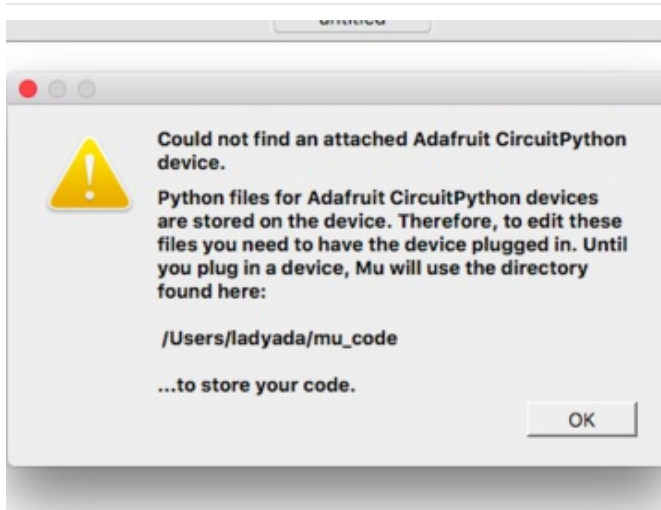 untitled
Could not find an attached Adafruit CircuitPython
device.
Python files for Adafruit CircuitPython devices
are stored on the device. Therefore, to edit these
files you need to have the device plugged in. Until
you plug in a device, Mu will use the directory
found here:
/Users/ladyada/mu_code
...to store your code.
OK